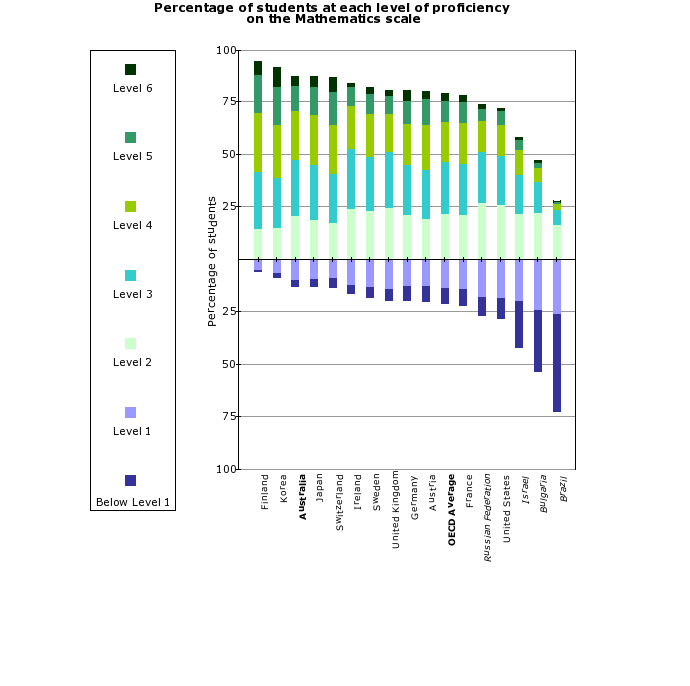 Percentage of students at each level of proficiency
on the Mathematics scale
Level 6
Level 5
Level 4
Level 3
Level 2
Level 1
Below Level 1
Percentage of students
100
75
50
25
25
50
75
100
Finland
Korea
Australia
Japan
Switzerland
Ireland
Sweden
United Kingdom
Germany
Austria
OECD Average
France
Russian Federation
United States
Israel
Bulgaria
Brazil